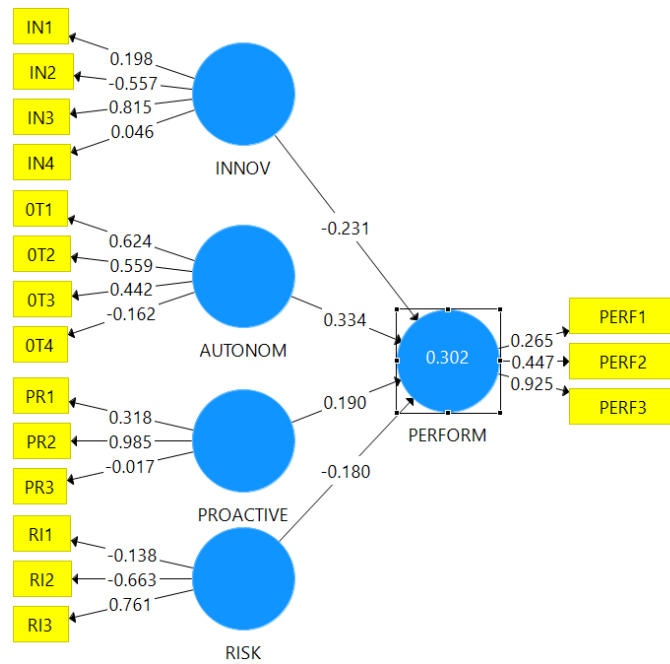 IN1
0.198
IN2
-0.557
IN3
0.815
IN4
0.046
INNOV
-0.231
0T1
0.624
0T2
0.559
0T3
0.442
0T4
-0.162
AUTONOM
0.334
PR1
0.318
PR2
0.985
PR3
-0.017
PROACTIVE
0.190
RI1
-0.138
RI2
-0.663
RI3
0.761
RISK
-0.180
0.302
PERFORM
0.265
PERF1
0.447
PERF2
0.925
PERF3